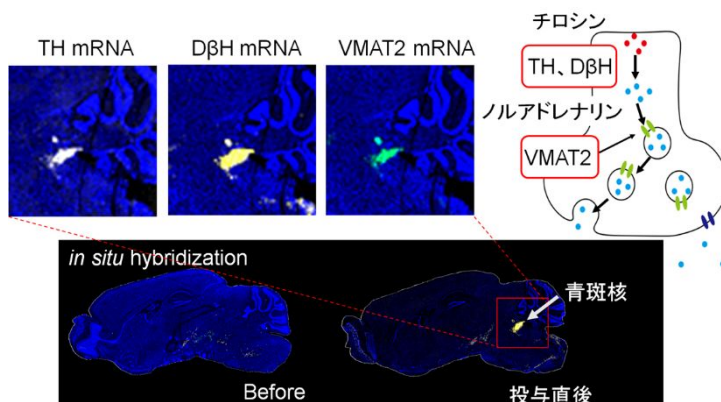 TH mRNA
DβH mRNA
VMAT2 mRNA
チロシン
TH、DβH
ノルアドレナリン
VMAT2
in situ hybridization
青斑核
Before
投与直後